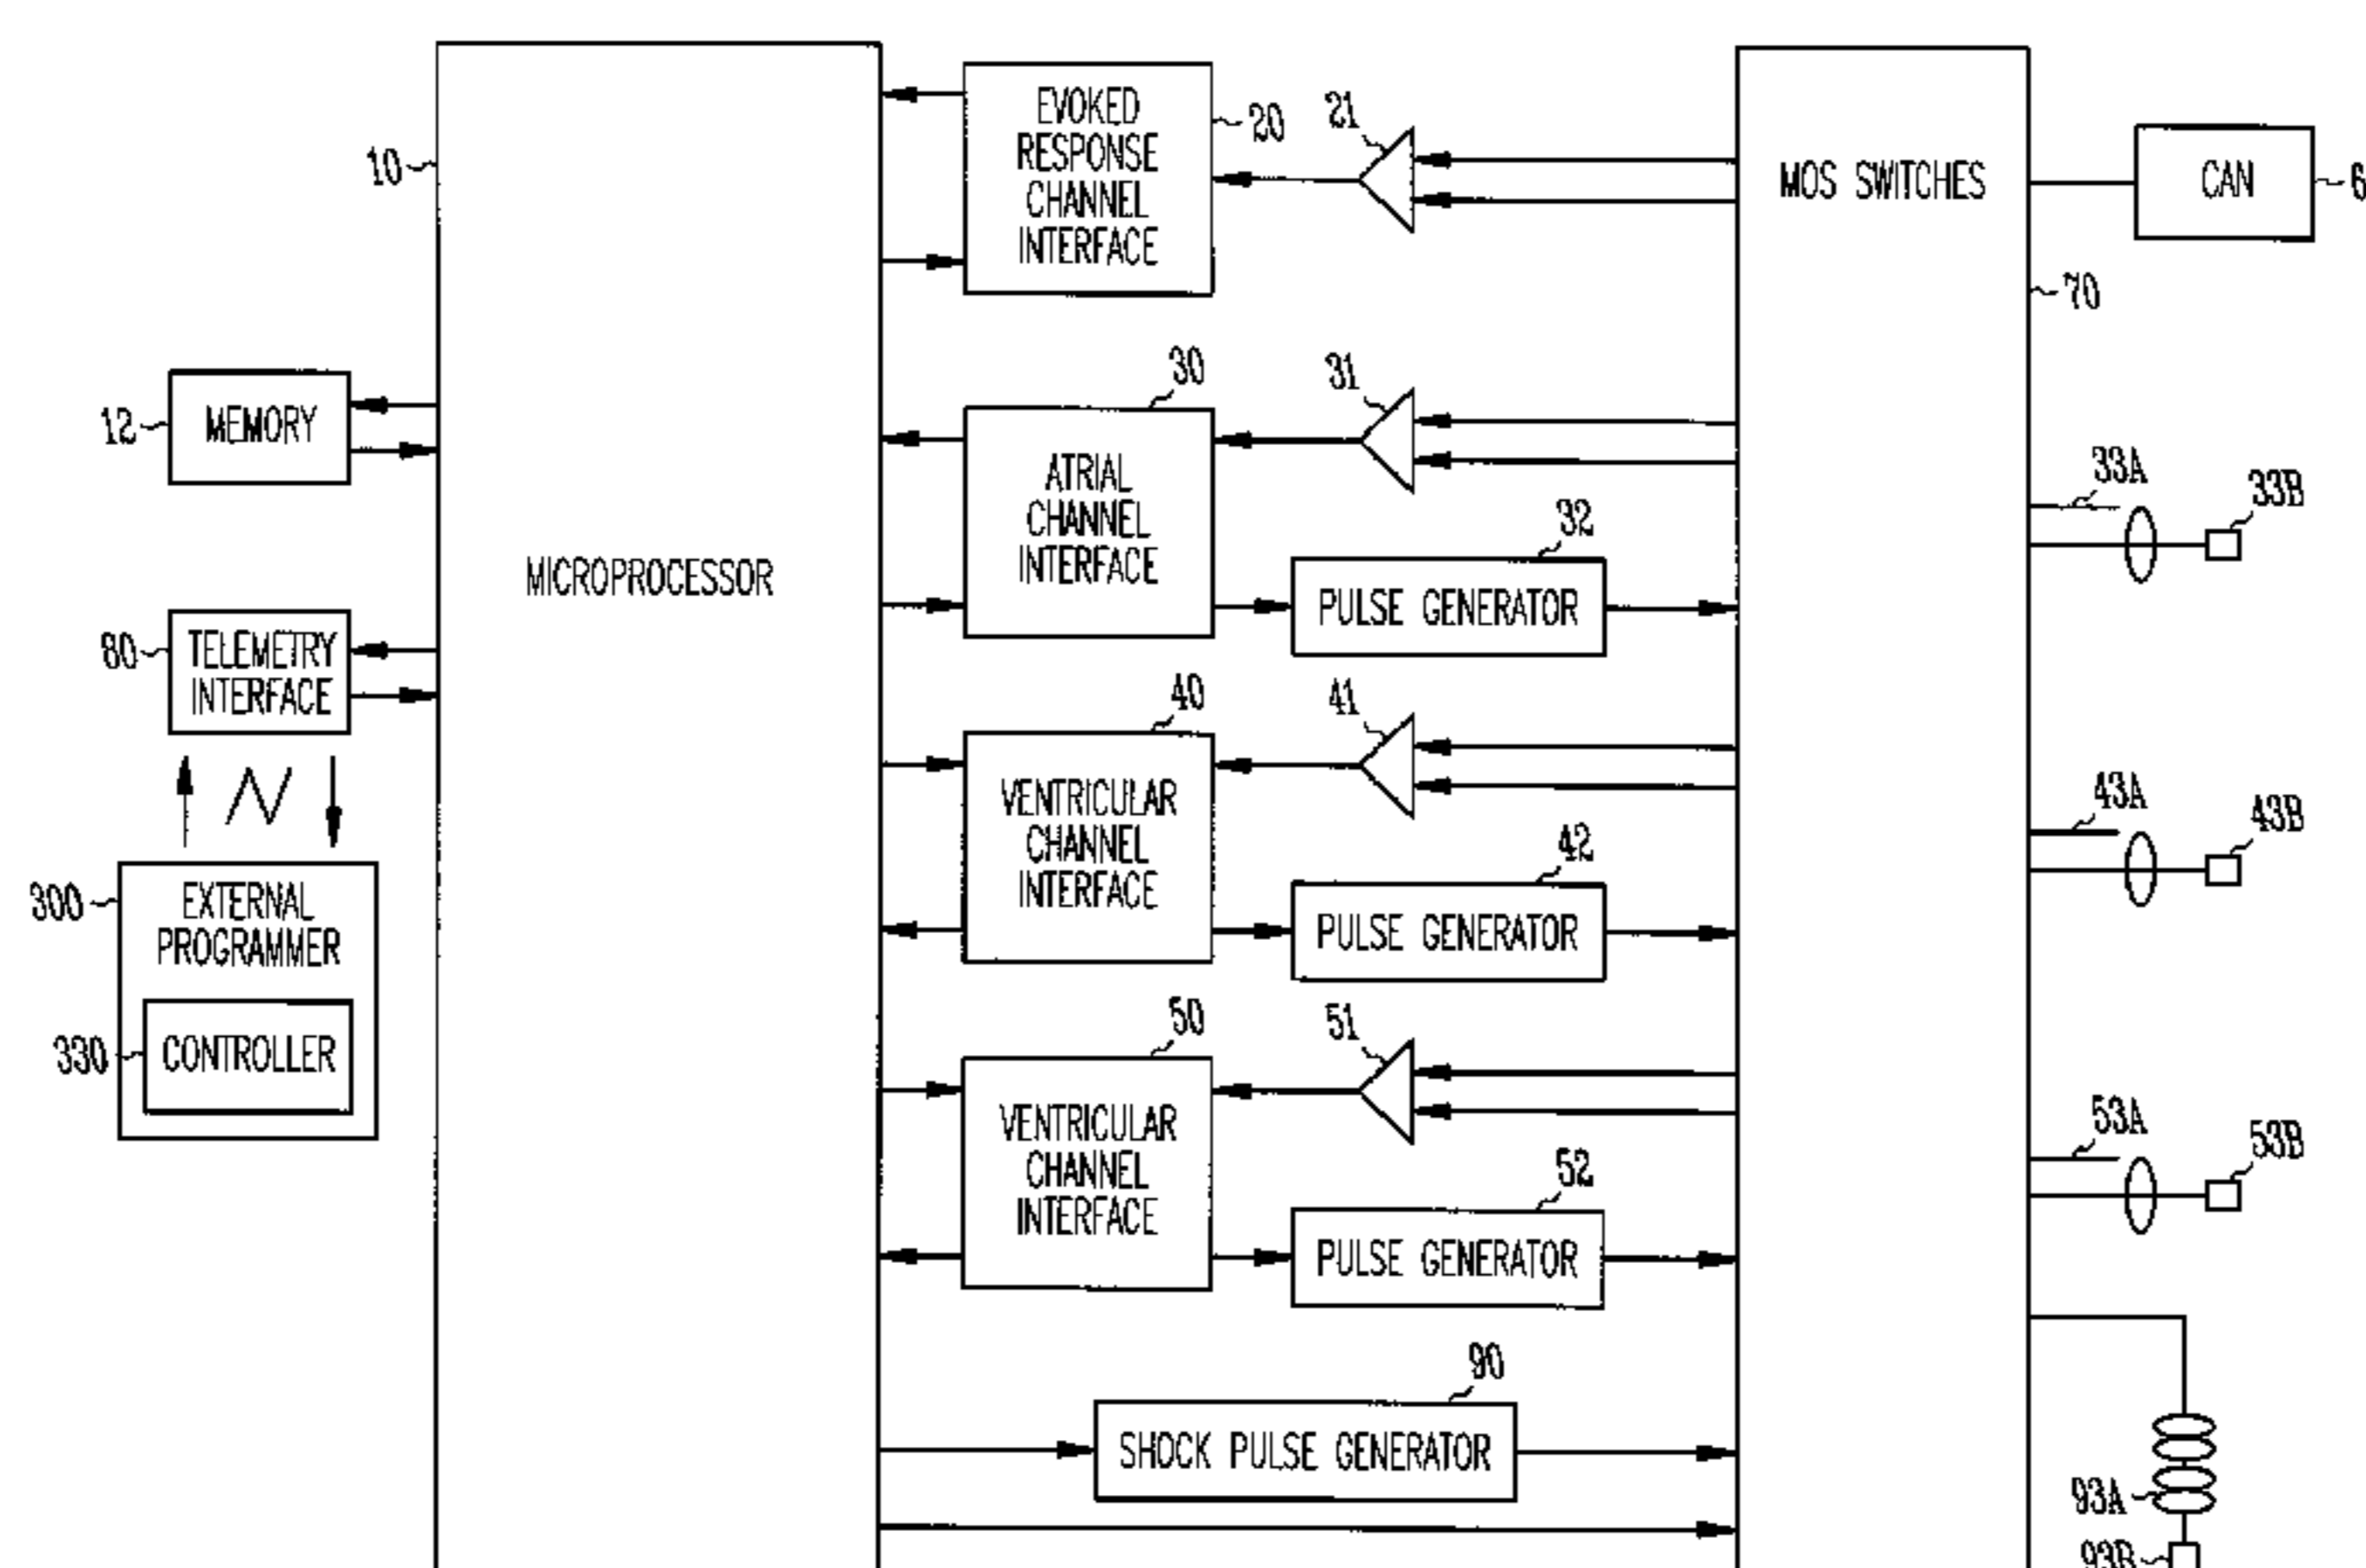 EVOKED
RESPONSE
CHANNEL
INTERFACE
20
21
10
MOS SWITCHES
CAN
6
70
30
31
12
MEMORY
ATRIAL
CHANNEL
INTERFACE
33A
33B
32
PULSE GENERATOR
MICROPROCESSOR
80
TELEMETRY
INTERFACE
40
41
VENTRICULAR
CHANNEL
INTERFACE
43A
43B
42
PULSE GENERATOR
300
EXTERNAL
PROGRAMMER
330
CONTROLLER
50
51
VENTRICULAR
CHANNEL
INTERFACE
53A
53B
52
PULSE GENERATOR
90
SHOCK PULSE GENERATOR
93A
93B